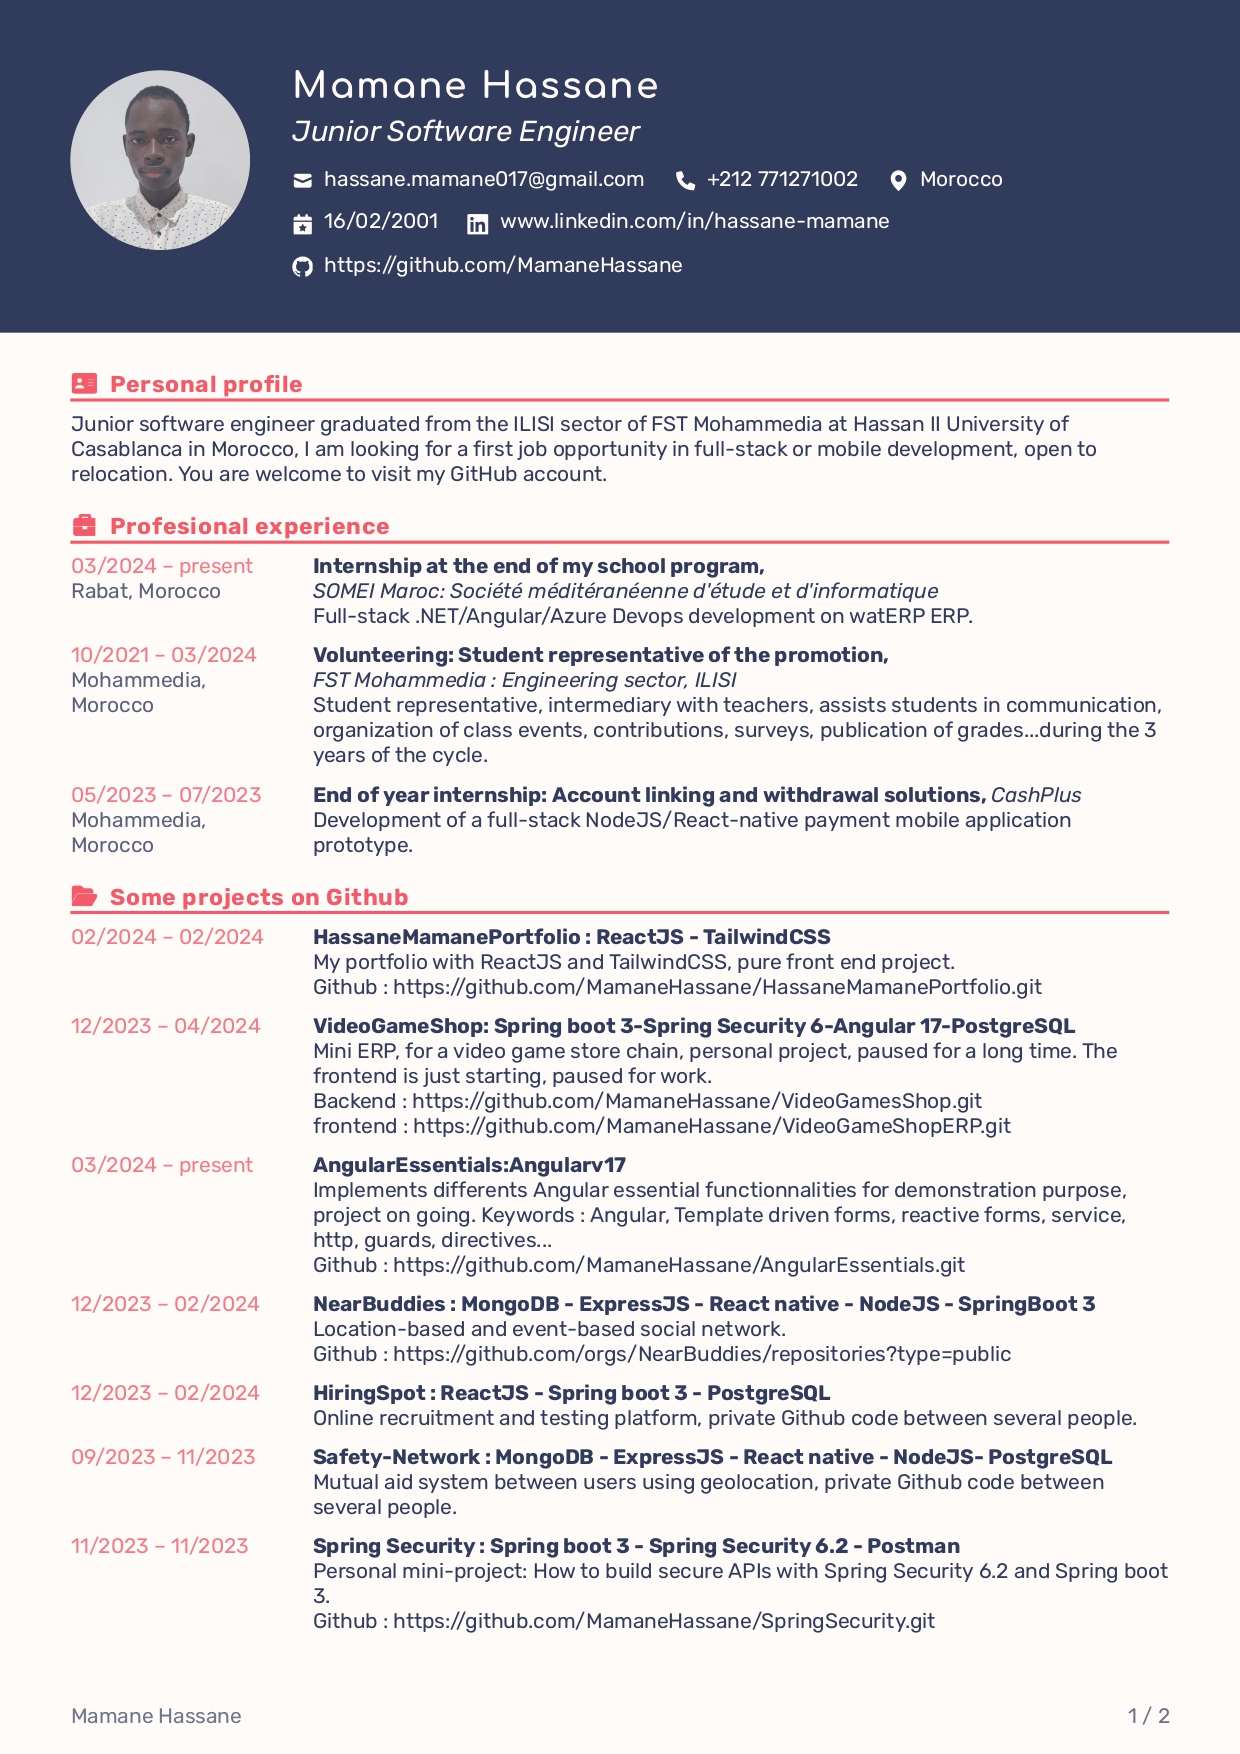 Mamane Hassane
Junior Software Engineer
hassane.mamane017@gmail.com +212 771271002 Morocco
16/02/2001 www.linkedin.com/in/hassane-mamane
https://github.com/MamaneHassane
Personal profile
Junior software engineer graduated from the ILISI sector of FST Mohammedia at Hassan II University of
Casablanca in Morocco, I am looking for a first job opportunity in full-stack or mobile development, open to
relocation. You are welcome to visit my GitHub account.
Profesional experience
03/2024 – present
Rabat, Morocco
Internship at the end of my school program,
SOMEI Maroc: Société méditéranéenne d'étude et d'informatique
Full-stack .NET/Angular/Azure Devops development on watERP ERP.
10/2021 – 03/2024
Mohammedia,
Morocco
Volunteering: Student representative of the promotion,
FST Mohammedia : Engineering sector, ILISI
Student representative, intermediary with teachers, assists students in communication,
organization of class events, contributions, surveys, publication of grades...during the 3
years of the cycle.
05/2023 – 07/2023
Mohammedia,
Morocco
End of year internship: Account linking and withdrawal solutions, CashPlus
Development of a full-stack NodeJS/React-native payment mobile application
prototype.
Some projects on Github
02/2024 – 02/2024
HassaneMamanePortfolio : ReactJS - TailwindCSS
My portfolio with ReactJS and TailwindCSS, pure front end project.
Github : https://github.com/MamaneHassane/HassaneMamanePortfolio.git
12/2023 – 04/2024
VideoGameShop: Spring boot 3-Spring Security 6-Angular 17-PostgreSQL
Mini ERP, for a video game store chain, personal project, paused for a long time. The
frontend is just starting, paused for work.
Backend : https://github.com/MamaneHassane/VideoGamesShop.git
frontend : https://github.com/MamaneHassane/VideoGameShopERP.git
03/2024 – present
AngularEssentials:Angularv17
Implements differents Angular essential functionnalities for demonstration purpose,
project on going. Keywords : Angular, Template driven forms, reactive forms, service,
http, guards, directives...
Github : https://github.com/MamaneHassane/AngularEssentials.git
12/2023 – 02/2024
NearBuddies : MongoDB - ExpressJS - React native - NodeJS - SpringBoot 3
Location-based and event-based social network.
Github : https://github.com/orgs/NearBuddies/repositories?type=public
12/2023 – 02/2024
HiringSpot : ReactJS - Spring boot 3 - PostgreSQL
Online recruitment and testing platform, private Github code between several people.
09/2023 – 11/2023
Safety-Network : MongoDB - ExpressJS - React native - NodeJS- PostgreSQL
Mutual aid system between users using geolocation, private Github code between
several people.
11/2023 – 11/2023
Spring Security : Spring boot 3 - Spring Security 6.2 - Postman
Personal mini-project: How to build secure APIs with Spring Security 6.2 and Spring boot
3.
Github : https://github.com/MamaneHassane/SpringSecurity.git
Mamane Hassane
1 / 2